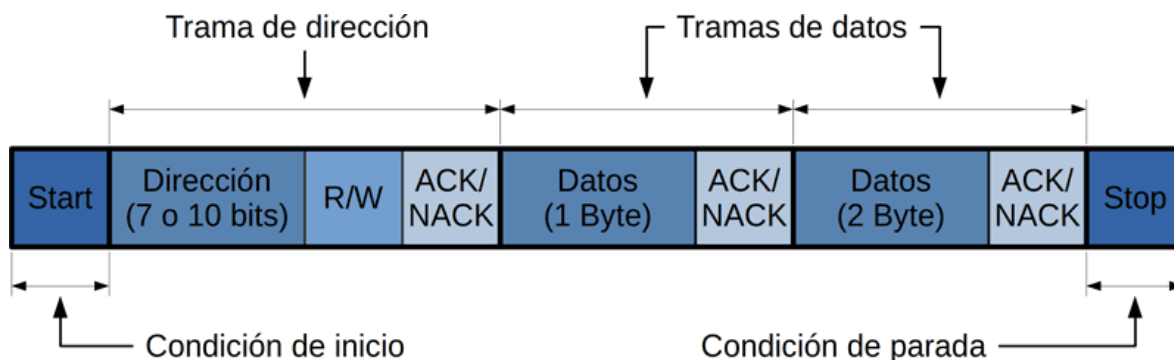 Trama de dirección
Tramas de datos
Start
Dirección
(7 o 10 bits)
R/W
ACK/
NACK
Datos
(1 Byte)
ACK/
NACK
Datos
(2 Byte)
ACK/
NACK
Stop
Condición de inicio
Condición de parada